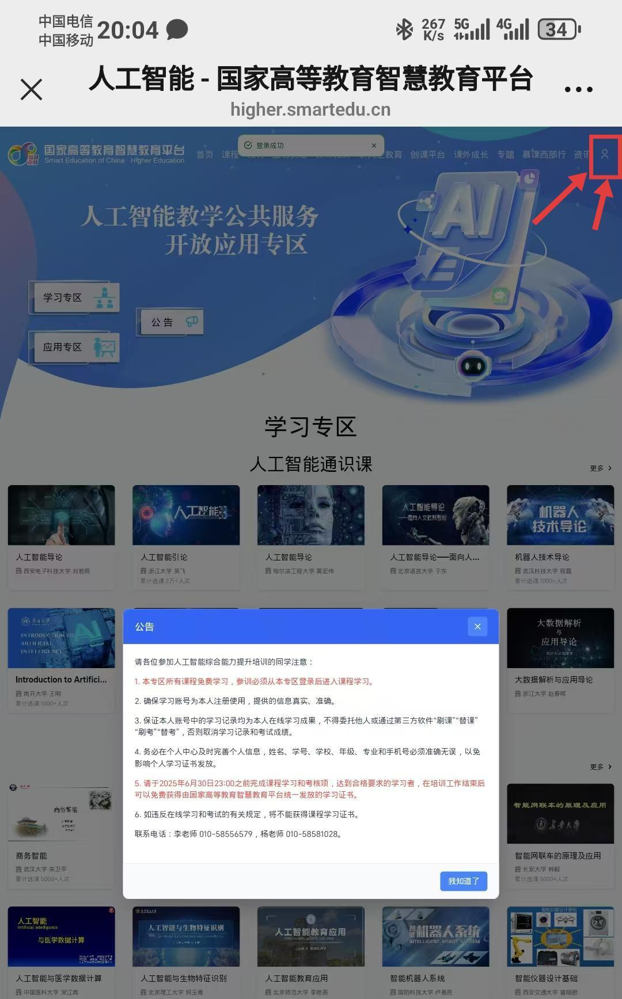 中国电信
中国移动
20:04
267
K/s
5G
4G
34
人工智能 - 国家高等教育智慧教育平台
higher.smartedu.cn
国家高等教育智慧教育平台
Smart Education of China · Higher Education
首页
课程
登录成功
教育
创课平台
课外成长
专题
慕课西部行
资讯
人工智能教学公共服务
开放应用专区
学习专区
公告
应用专区
学习专区
人工智能通识课
更多
人工智能
人工智能导论
——面向人文社科专业
机器人
技术导论
人工智能导论
西安电子科技大学 刘若辰
人工智能引论
浙江大学 吴飞
累计选课 2万+人次
人工智能导论
哈尔滨工程大学 莫宏伟
人工智能导论——面向人...
北京语言大学 于东
机器人技术导论
武汉科技大学 程磊
累计选课 1000+人次
INTRODUCTION TO
ARTIFICIAL
INTELLIGENCE
AI
Introduction to Artifici...
南开大学 王刚
累计选课 1000+人次
大数据解析
与
应用导论
大数据解析与应用导论
浙江大学 赵春晖
公告
请各位参加人工智能综合能力提升培训的同学注意：
1. 本专区所有课程免费学习，参训必须从本专区登录后进入课程学习。
2. 确保学习账号为本人注册使用，提供的信息真实、准确。
3. 保证本人账号中的学习记录均为本人在线学习成果，不得委托他人或通过第三方软件“刷课”“替课”
“刷考”“替考”，否则取消学习记录和考试成绩。
4. 务必在个人中心及时完善个人信息，姓名、学号、学校、年级、专业和手机号必须准确无误，以免
影响个人学习证书发放。
5. 请于2025年6月30日23:00之前完成课程学习和考核项，达到合格要求的学习者，在培训工作结束后
可以免费获得由国家高等教育智慧教育平台统一发放的学习证书。
6. 如违反在线学习和考试的有关规定，将不能获得课程学习证书。
联系电话：李老师 010-58556579，杨老师 010-58581028。
我知道了
更多
商务智能
商务智能
武汉大学 朱卫平
累计选课 5000+人次
智能网联车的原理及应用
长安大学
智能网联车的原理及应用
长安大学 韩毅
累计选课 5000+人次
人工智能
Artificial Intelligence
与医学数据计算
人工智能与生物特征识别
人工智能教育应用
智能机器人系统
INTELLIGENT ROBOT SYSTEM
智能仪器设计基础
人工智能与医学数据计算
中国医科大学 宋江典
人工智能与生物特征识别
北京理工大学 何玉青
人工智能教育应用
北京师范大学 李艳燕
智能机器人系统
国防科技大学 卢惠民
智能仪器设计基础
西安交通大学 曾翔君